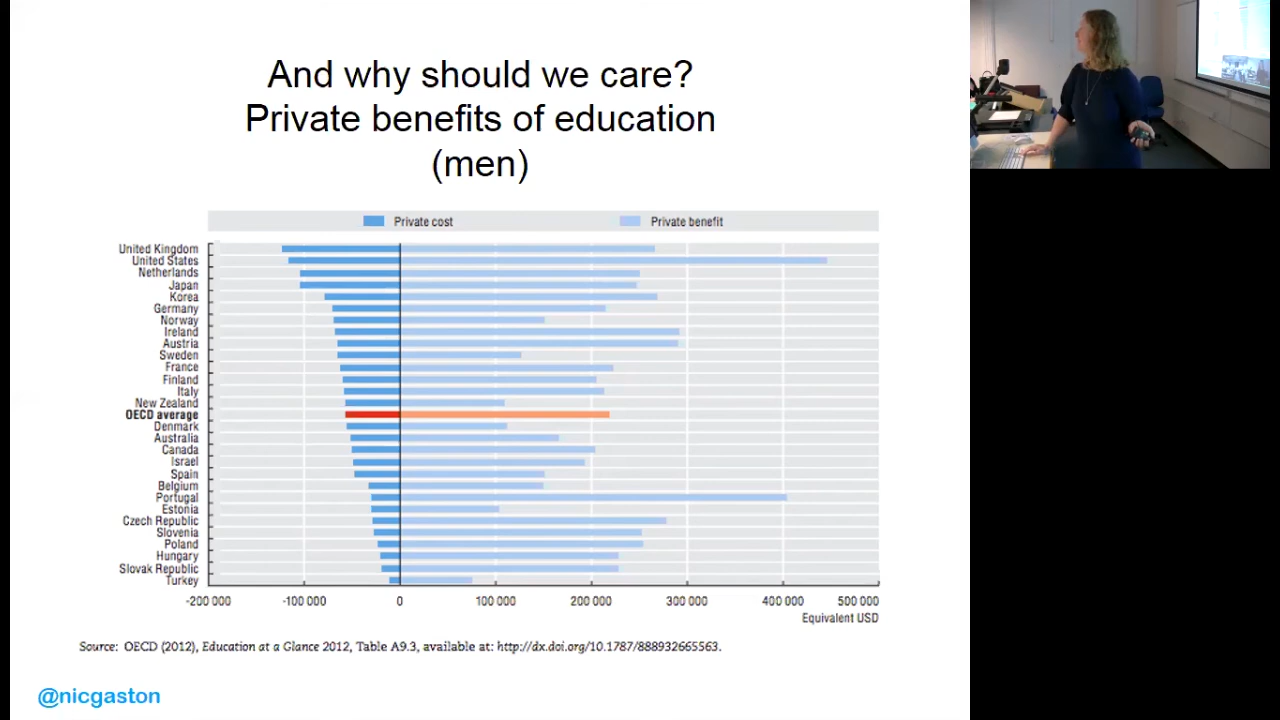 And why should we care?
Private benefits of education
(men)
Private cost
Private benefit
United Kingdom
United States
Netherlands
Japan
Korea
Germany
Norway
Ireland
Austria
Sweden
France
Finland
Italy
New Zealand
OECD average
Denmark
Australia
Canada
Israel
Spain
Belgium
Portugal
Estonia
Czech Republic
Slovenia
Poland
Hungary
Slovak Republic
Turkey
-200 000 -100 000 0 100 000 200 000 300 000 400 000 500 000
Equivalent USD
Source: OECD (2012), Education at a Glance 2012, Table A9.3, available at: http://dx.doi.org/10.1787/888932665563.
@nicgaston